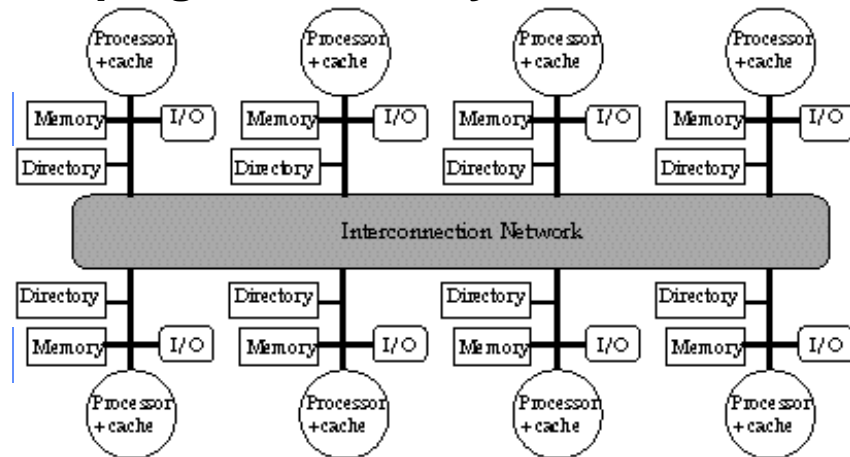 Processor Processor Processor Processor
+cache +cache +cache +cache
Memory I/O Memory I/O Memory I/O Memory I/O
Directory Directory Directory Directory
Interconnection Network
Directory Directory Directory Directory
Memory I/O Memory I/O Memory I/O Memory I/O
Processor Processor Processor Processor
+cache +cache +cache +cache